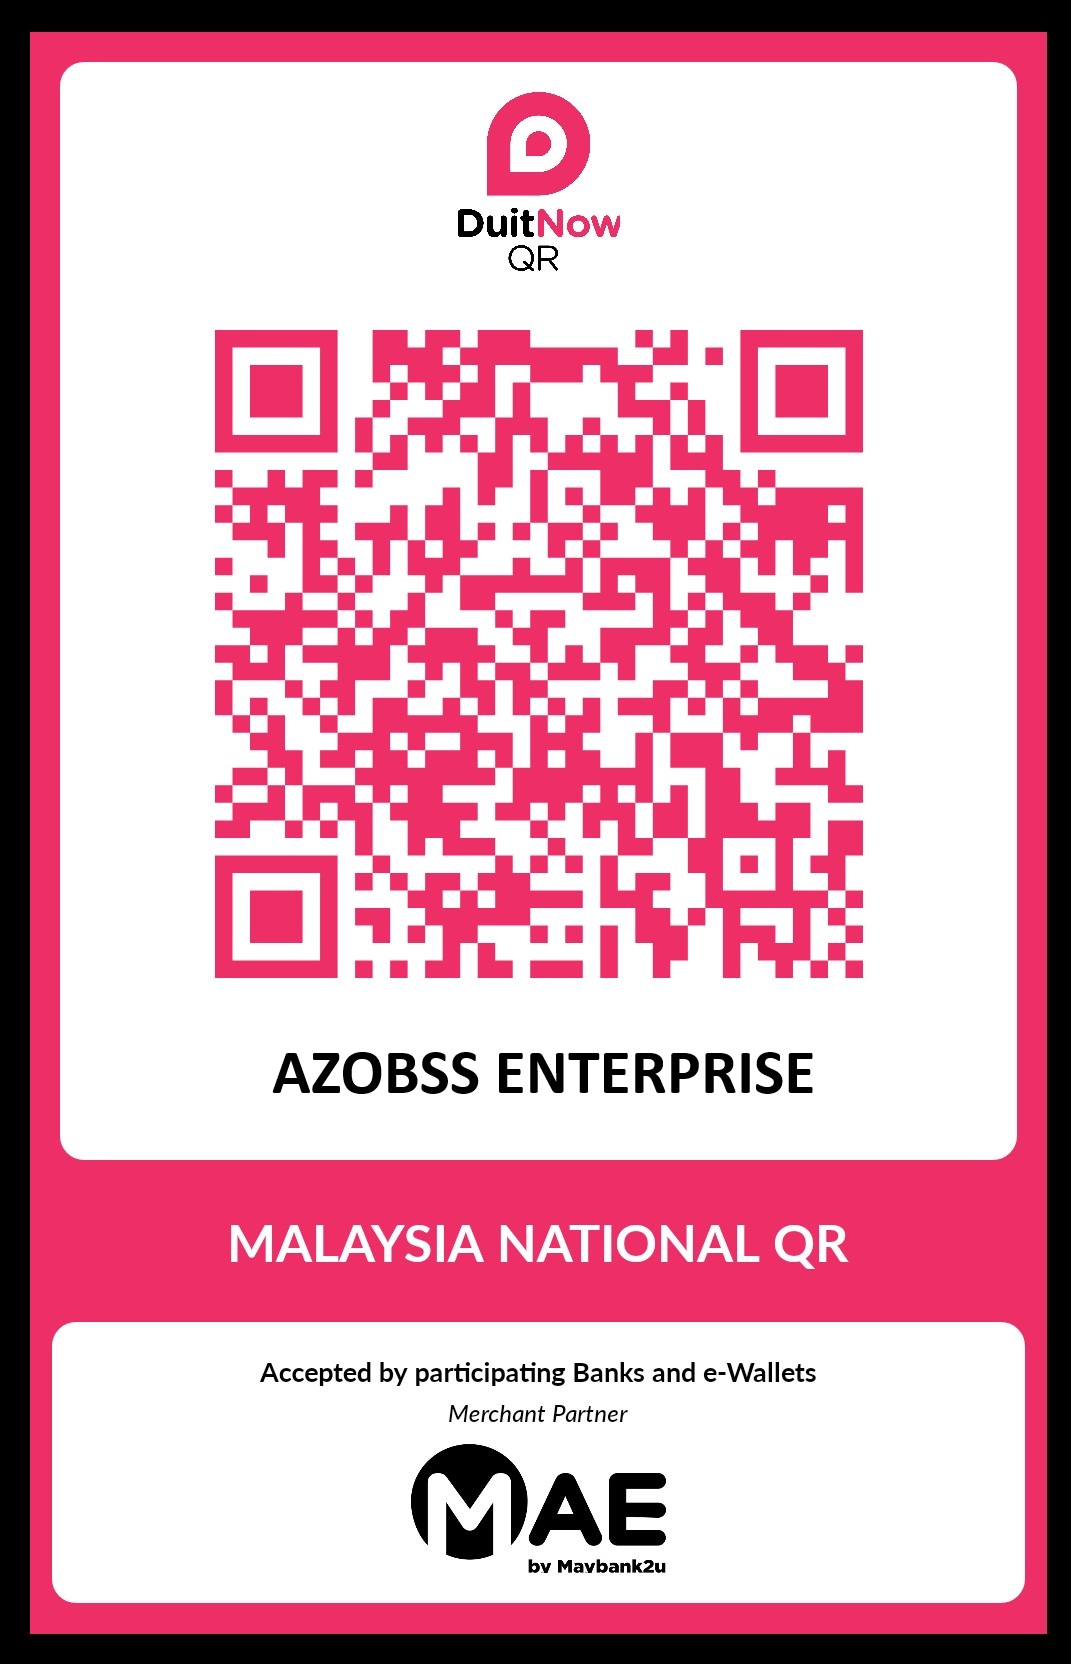 DuitNow
QR
AZOBSS ENTERPRISE
MALAYSIA NATIONAL QR
Accepted by participating Banks and e-Wallets
Merchant Partner
MAE
by Maybank2u